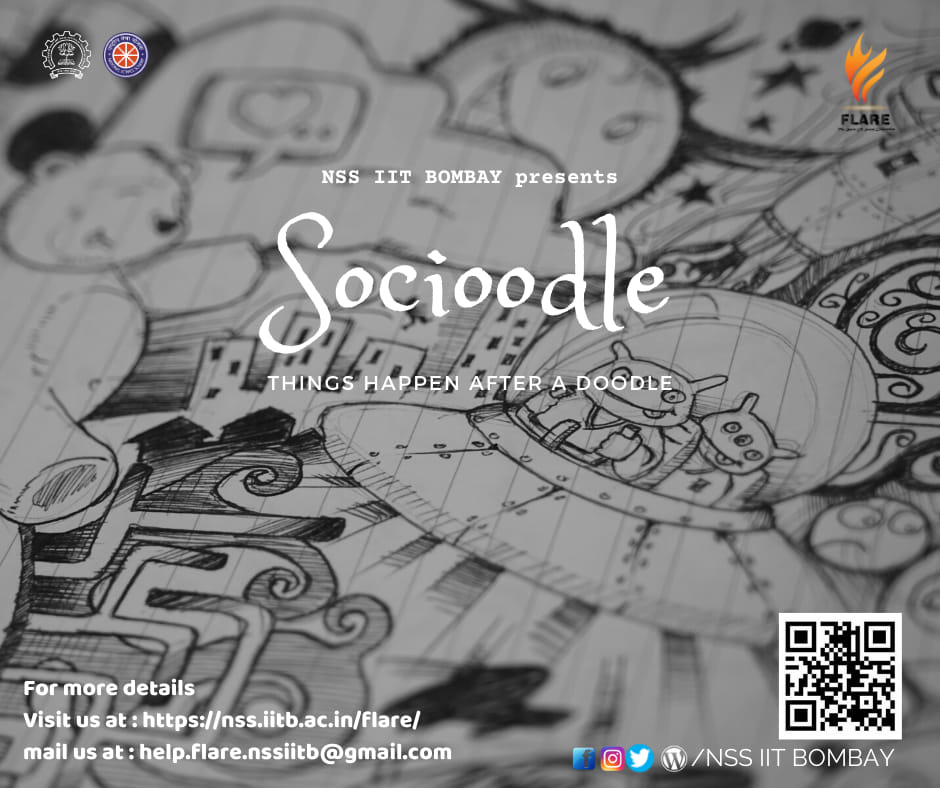 FLARE
NSS IIT BOMBAY presents
Socioodle
THINGS HAPPEN AFTER A DOODLE
For more details
Visit us at : https://nss.iitb.ac.in/flare/
mail us at : help.flare.nssiitb@gmail.com
/NSS IIT BOMBAY